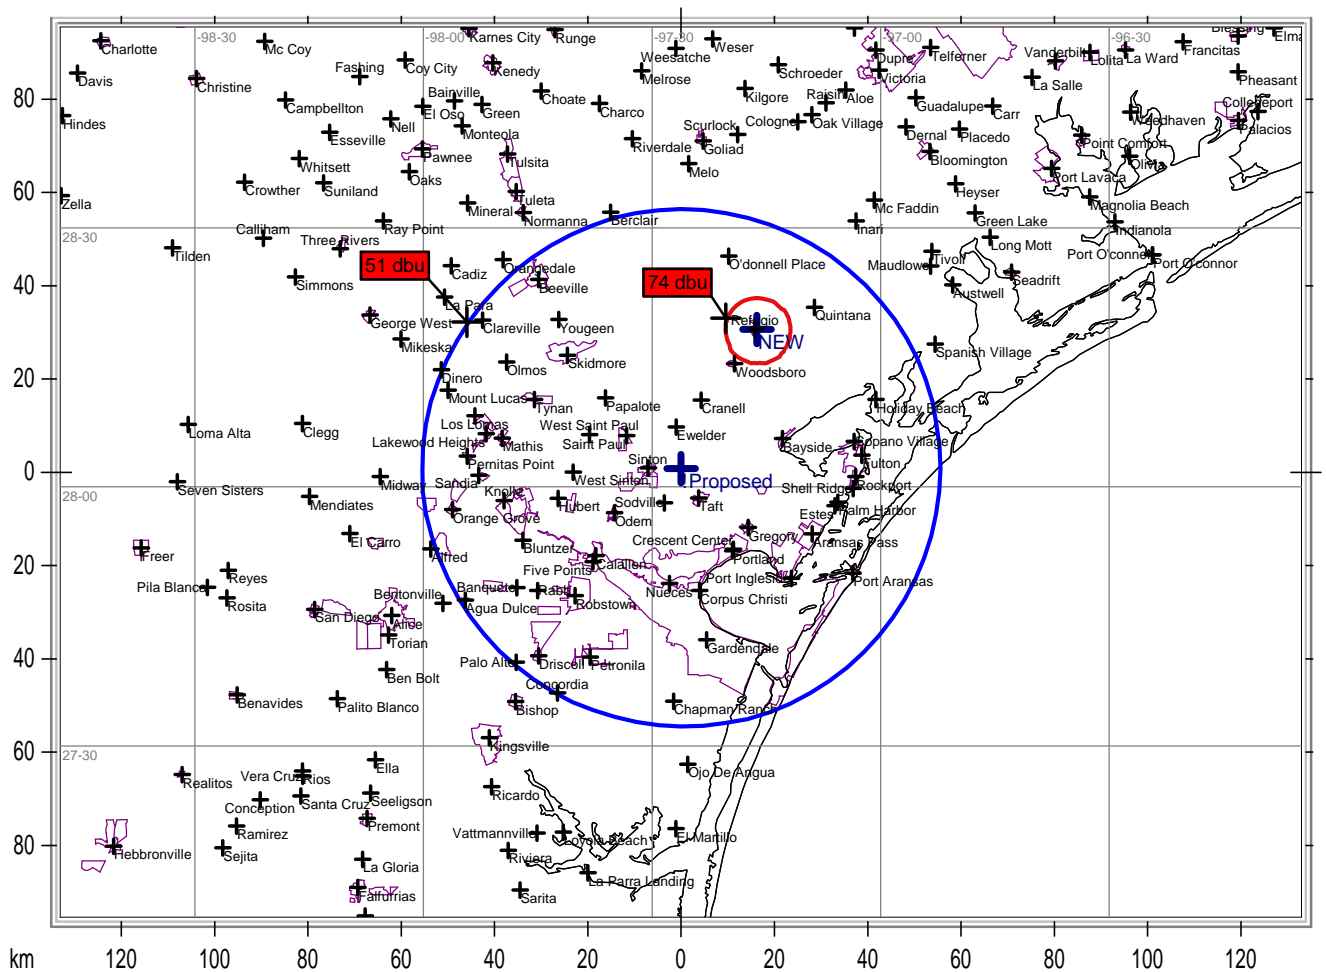 -98-30
-98-00
-97-30
-97-00
-96-30
Charlotte
Mc Coy
Karnes City
Runge
Weser
Weesatche
Dupre
Telferner
Vanderbilt
Lolita
La Ward
Francitas
Blessing
Davis
Christine
Fashing
Coy City
Kenedy
Melrose
Schroeder
Victoria
La Salle
Pheasant
Hindes
Campbellton
Bainville
El Oso
Green
Choate
Charco
Kilgore
Raisin
Aloe
Guadalupe
Carr
Collegeport
Palacios
Esseville
Nell
Monteola
Scurlock
Goliad
Cologne
Oak Village
Dernal
Placedo
Point Comfort
Woodhaven
Whitsett
Pawnee
Tulsita
Riverdale
Bloomington
Olivia
Zella
Crowther
Suniland
Oaks
Melo
Heyser
Port Lavaca
Tuleta
Mineral
Normanna
Berclair
Mc Faddin
Green Lake
Magnolia Beach
Calliham
Ray Point
Inari
Indianola
28-30
Tilden
Three Rivers
51 dbu
Cadiz
Orangedale
O'donnell Place
Maudlowe
Tivoli
Long Mott
Port O'connor
Port O'connor
Simmons
Beeville
74 dbu
Austwell
Seadrift
La Para
George West
Clareville
Yougeen
Refugio
Quintana
NEW
Mikeska
Skidmore
Spanish Village
Dinero
Olmos
Woodsboro
Mount Lucas
Tynan
Papalote
Cranell
Holiday Beach
Loma Alta
Clegg
Los Lomas
Lakewood Heights
Mathis
West Saint Paul
Saint Paul
Ewelder
Bayside
Copano Village
Pernitas Point
Sinton
Fulton
Seven Sisters
Midway
Sandia
West Sinton
Proposed
Shell Ridge
Rockport
28-00
Mendiates
Knolle
Orange Grove
Hubert
Sodville
Odem
Taft
Estes
Palm Harbor
Freer
El Carro
Alfred
Bluntzer
Crescent Center
Gregory
Aransas Pass
Reyes
Five Points
Calallen
Portland
Pila Blanca
Rosita
Bentonville
Banquete
Rabb
Robstown
Nueces
Port Ingleside
Corpus Christi
Port Aransas
San Diego
Alice
Agua Dulce
Torian
Gardendale
Ben Bolt
Palo Alto
Driscoll
Petronila
Benavides
Palito Blanco
Concordia
Bishop
Chapman Ranch
27-30
Kingsville
Realitos
Vera Cruz
Rios
Ella
Ojo De Angua
Conception
Santa Cruz
Seeligson
Ricardo
Ramirez
Premont
Vattmannville
Loyola Beach
El Martillo
Hebbronville
Sejita
La Gloria
Riviera
La Parra Landing
Falfurrias
Sarita
80
60
40
20
0
20
40
60
80
km
120
100
80
60
40
20
0
20
40
60
80
100
120